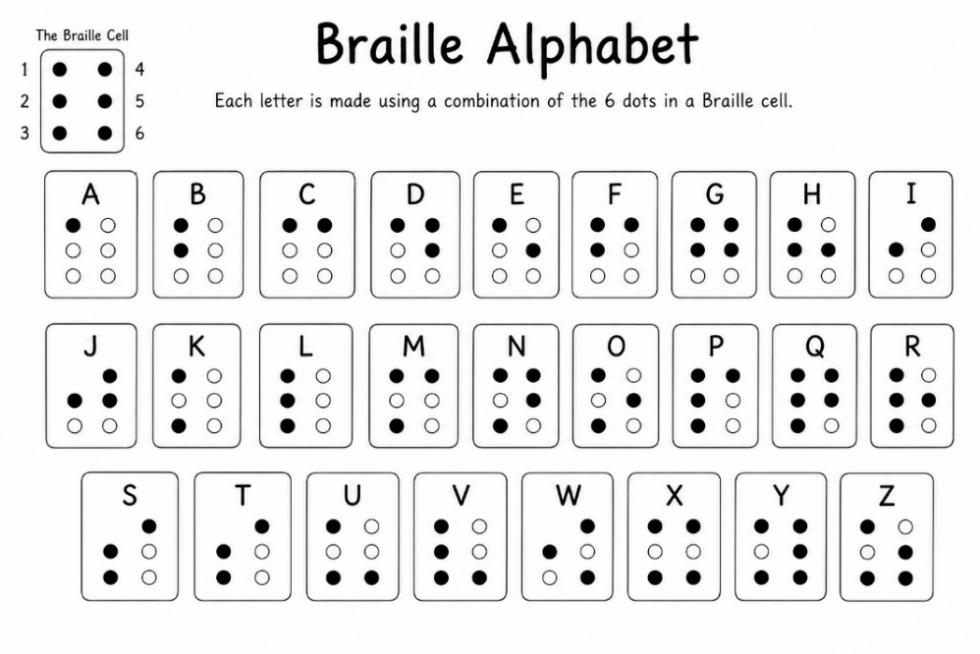 The Braille Cell
Braille Alphabet
1 4
2 5
3 6
Each letter is made using a combination of the 6 dots in a Braille cell.
A B C D E F G H I
J K L M N O P Q R
S T U V W X Y Z